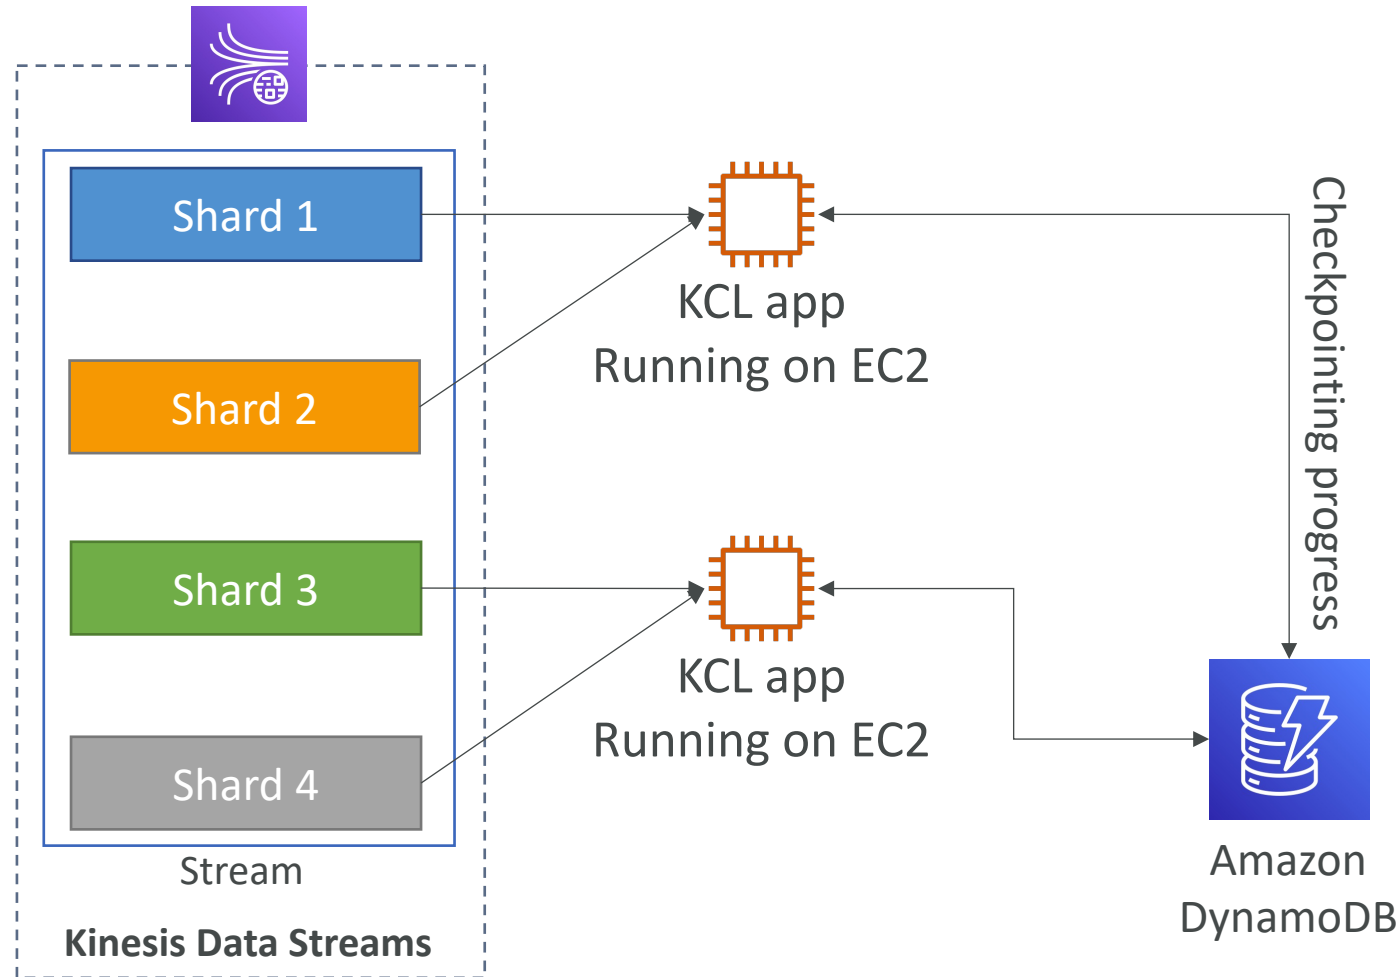 Shard 1
Shard 2
Shard 3
Shard 4
Stream
Kinesis Data Streams
KCL app
Running on EC2
KCL app
Running on EC2
Checkpointing progress
Amazon
DynamoDB